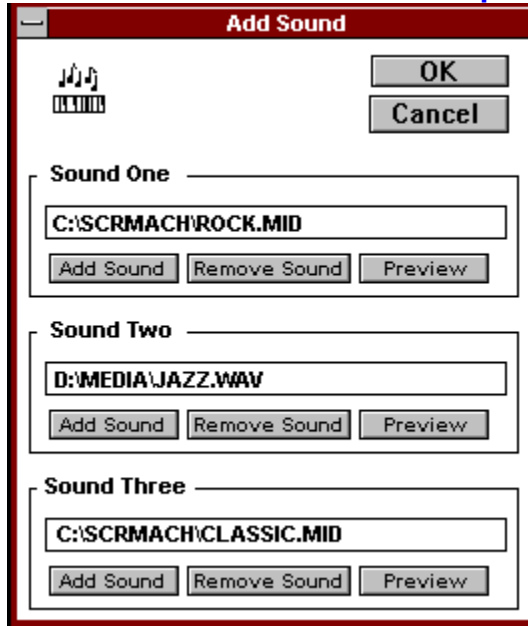 Add Sound
OK
Cancel
Sound One
C:\SCRMACH\ROCK.MID
Add Sound Remove Sound Preview
Sound Two
D:\MEDIA\JAZZ.WAV
Add Sound Remove Sound Preview
Sound Three
C:\SCRMACH\CLASSIC.MID
Add Sound Remove Sound Preview